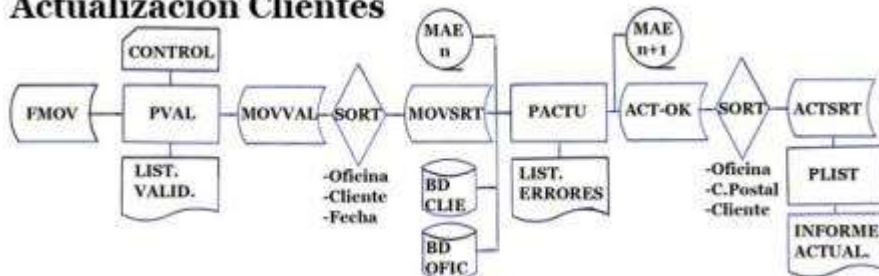 Actualización Clientes
CONTROL
FMOV
PVAL
LIST.
VALID.
MOVVAL
SORT
-Oficina
-Cliente
-Fecha
MAE
n
MOVSRT
BD
CLIE
BD
OFIC
PACTU
LIST.
ERRORES
MAE
n+1
ACT-OK
SORT
-Oficina
-C.Postal
-Cliente
ACTSRT
PLIST
INFORME
ACTUAL.